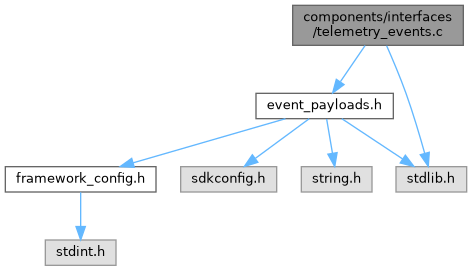 components/interfaces
/telemetry_events.c
event_payloads.h
framework_config.h
sdkconfig.h
string.h
stdlib.h
stdint.h